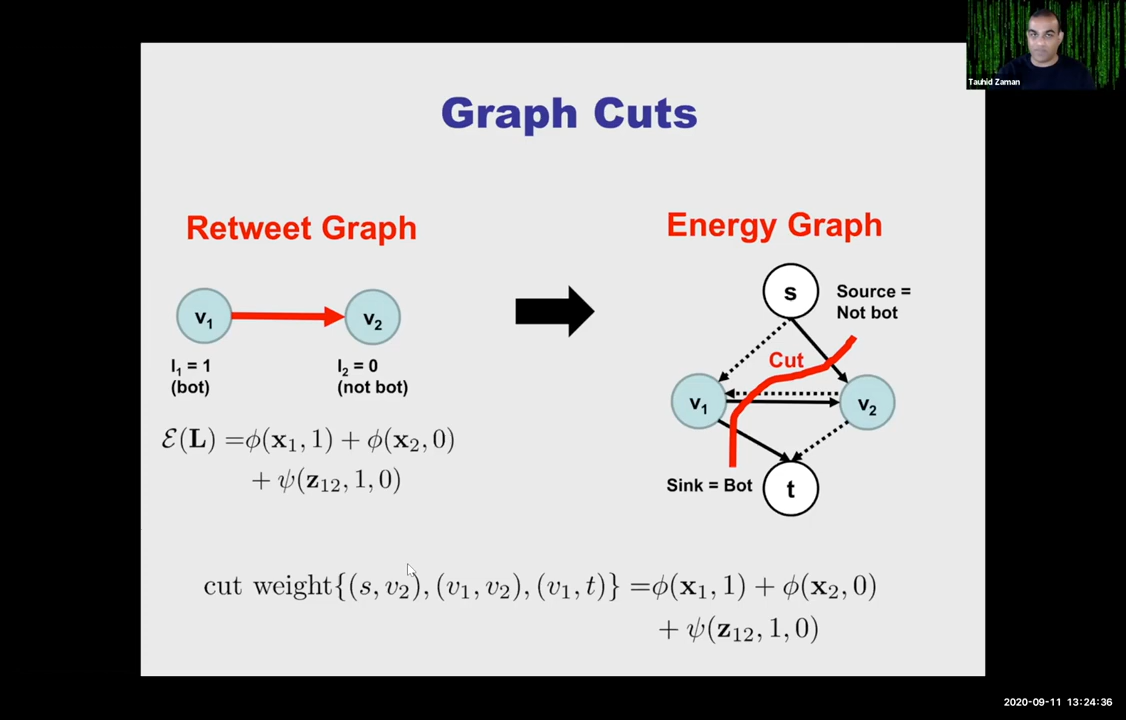 Tauhid Zaman
Graph Cuts
Retweet Graph
v₁
v₂
l₁ = 1
(bot)
l₂ = 0
(not bot)
ℰ(L) =ϕ(x₁, 1) + ϕ(x₂, 0)
+ ψ(z₁₂, 1, 0)
Energy Graph
s
Source =
Not bot
Cut
v₁
v₂
Sink = Bot
t
cut weight{(s, v₂), (v₁, v₂), (v₁, t)} =ϕ(x₁, 1) + ϕ(x₂, 0)
+ ψ(z₁₂, 1, 0)
2020-09-11 13:24:36